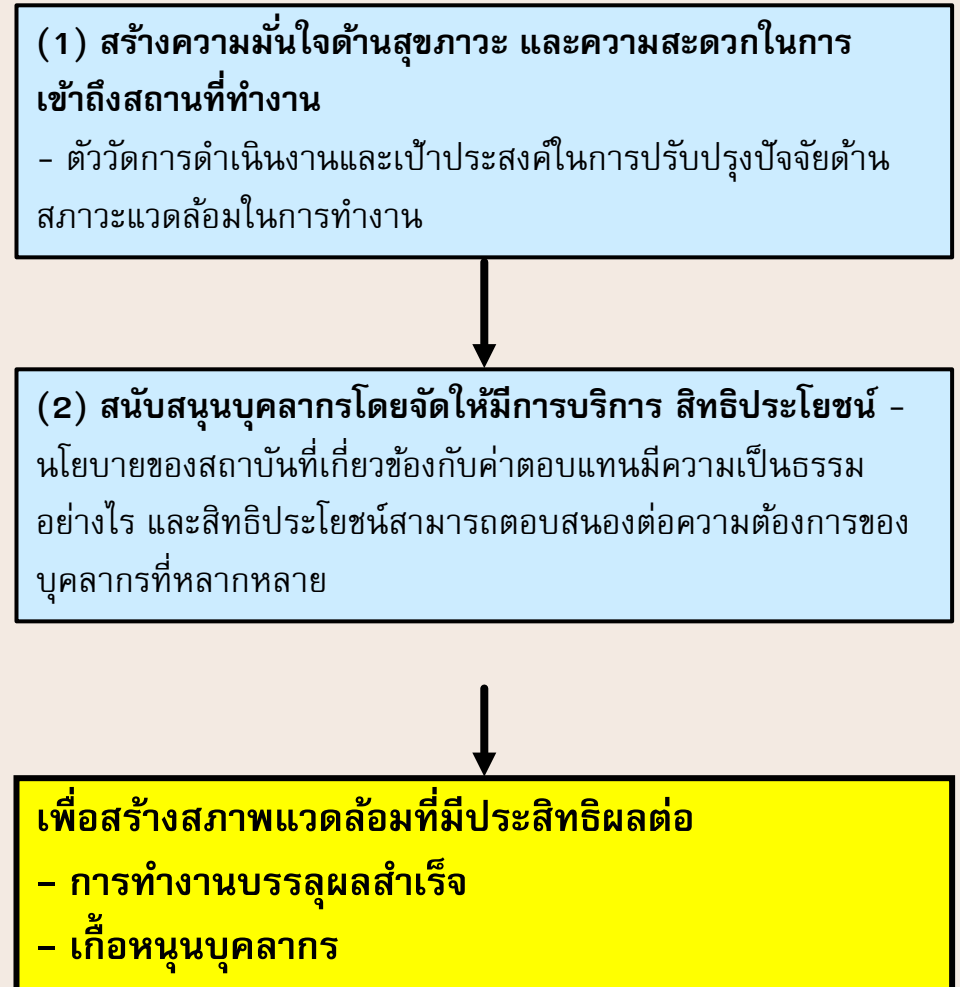 (1) สร้างความมั่นใจด้านสุขภาวะ และความสะดวกในการ
เข้าถึงสถานที่ทำงาน
- ตัววัดการดำเนินงานและเป้าประสงค์ในการปรับปรุงปัจจัยด้าน
สภาวะแวดล้อมในการทำงาน
(2) สนับสนุนบุคลากรโดยจัดให้มีการบริการ สิทธิประโยชน์ -
นโยบายของสถาบันที่เกี่ยวข้องกับค่าตอบแทนมีความเป็นธรรม
อย่างไร และสิทธิประโยชน์สามารถตอบสนองต่อความต้องการของ
บุคลากรที่หลากหลาย
เพื่อสร้างสภาพแวดล้อมที่มีประสิทธิผลต่อ
- การทำงานบรรลุผลสำเร็จ
- เกื้อหนุนบุคลากร